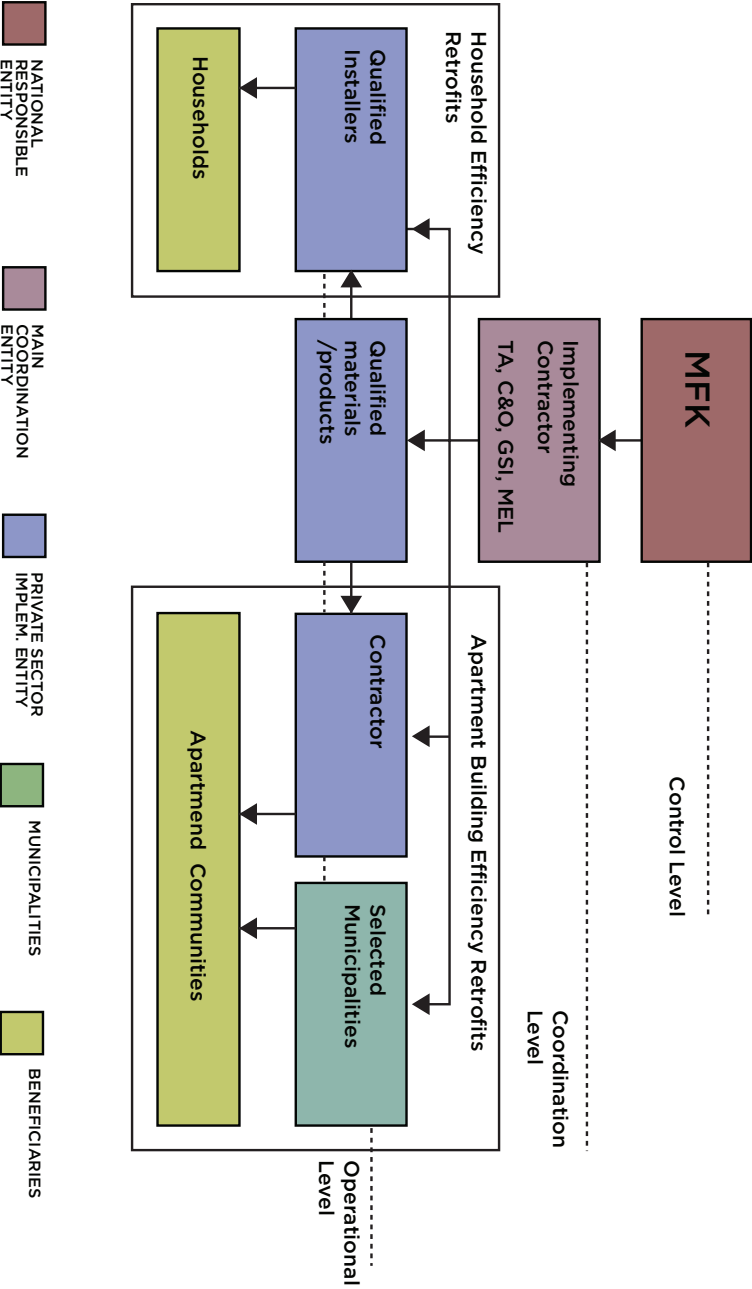 MFK
Control Level
Implementing
Contractor
TA, C&O, GSI, MEL
Coordination
Level
Household Efficiency
Retrofits
Apartment Building Efficiency Retrofits
Qualified
Installers
Qualified
materials
/products
Contractor
Selected
Municipalities
Operational
Level
Households
Apartmend Communities
NATIONAL
RESPONSIBLE
ENTITY
MAIN
COORDINATION
ENTITY
PRIVATE SECTOR
IMPLEM. ENTITY
MUNICIPALITIES
BENEFICIARIES